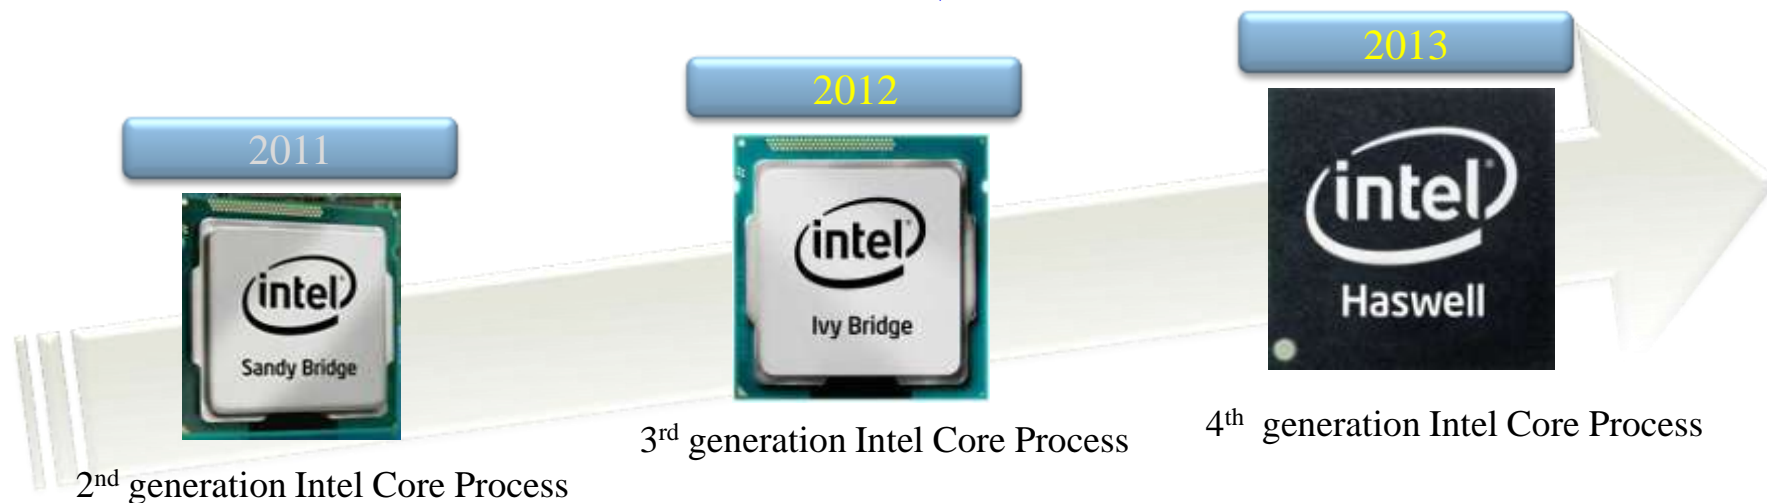 2011
intel
Sandy Bridge
2nd generation Intel Core Process
2012
intel
Ivy Bridge
3rd generation Intel Core Process
2013
intel
Haswell
4th generation Intel Core Process